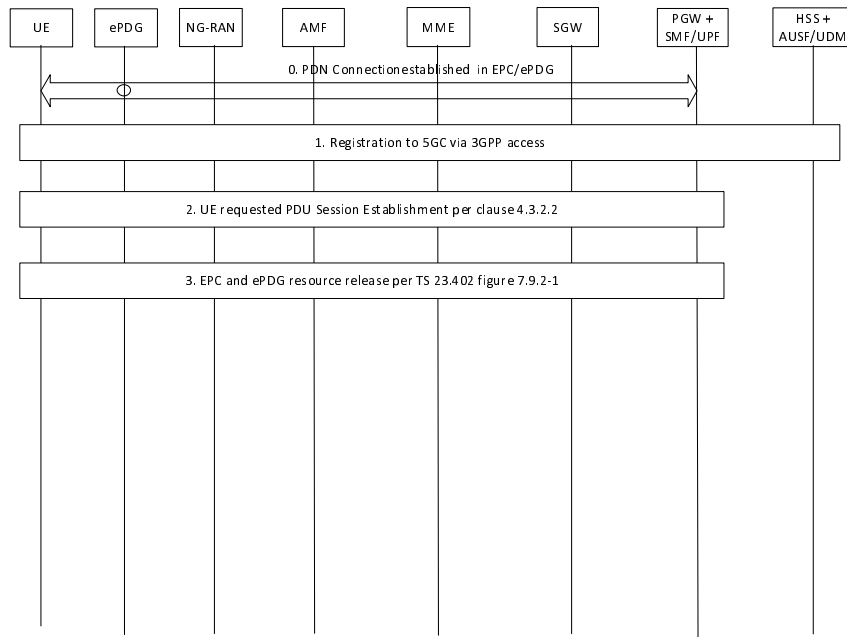 UE
ePDG
NG-RAN
AMF
MME
SGW
PGW +
SMF/UPF
HSS +
AUSF/UDM
0. PDN Connectionestablished in EPC/ePDG
1. Registration to 5GC via 3GPP access
2. UE requested PDU Session Establishment per clause 4.3.2.2
3. EPC and ePDG resource release per TS 23.402 figure 7.9.2-1